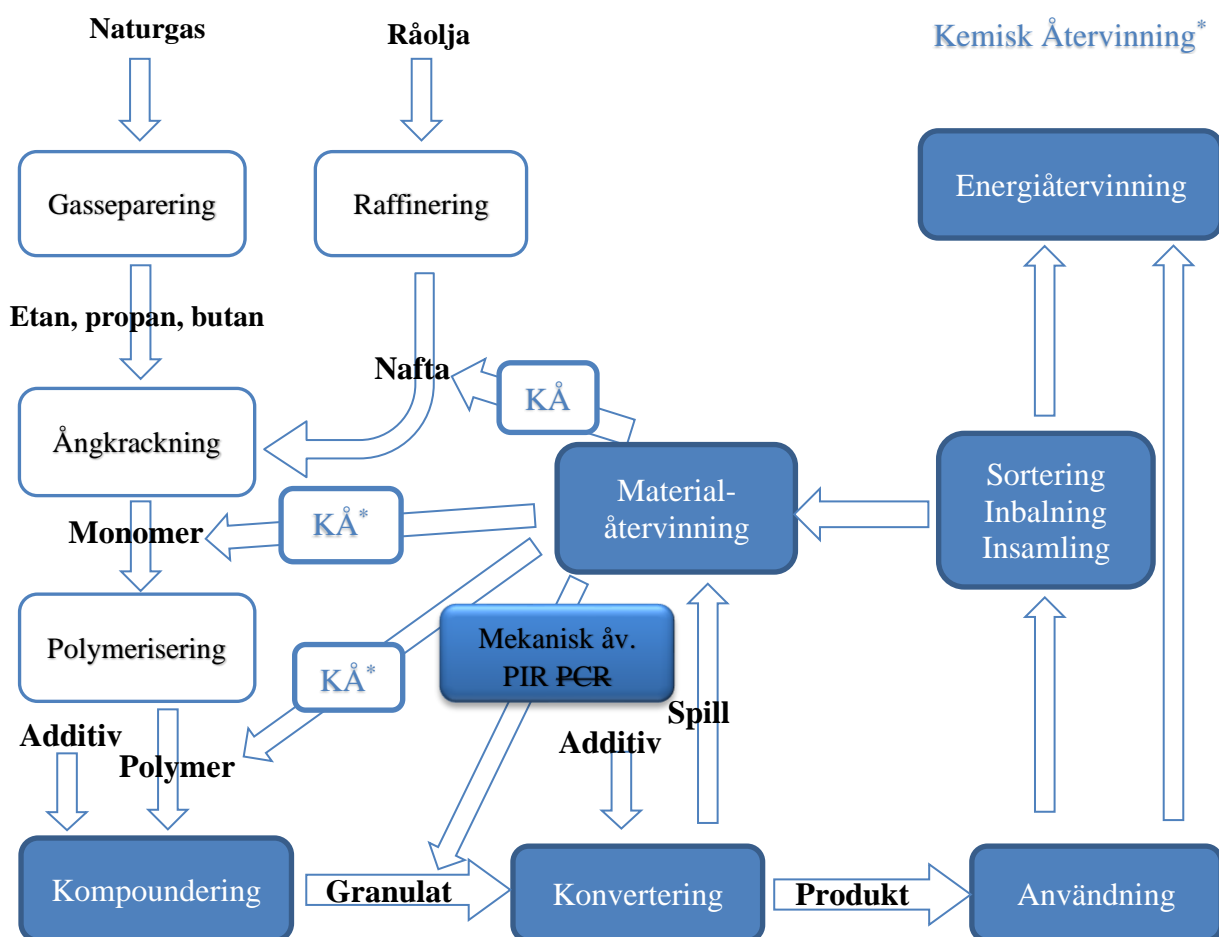 Naturgas
Råolja
Kemisk Återvinning*
Gasseparering
Raffinering
Energiåtervinning
Etan, propan, butan
Nafta
KÅ
Ångkrackning
Material-
återvinning
Sortering
Inbalning
Insamling
KÅ*
Monomer
Polymerisering
Mekanisk åv.
PIR PCR
KÅ*
Additiv
Polymer
Spill
Additiv
Kompoundering
Granulat
Konvertering
Produkt
Användning